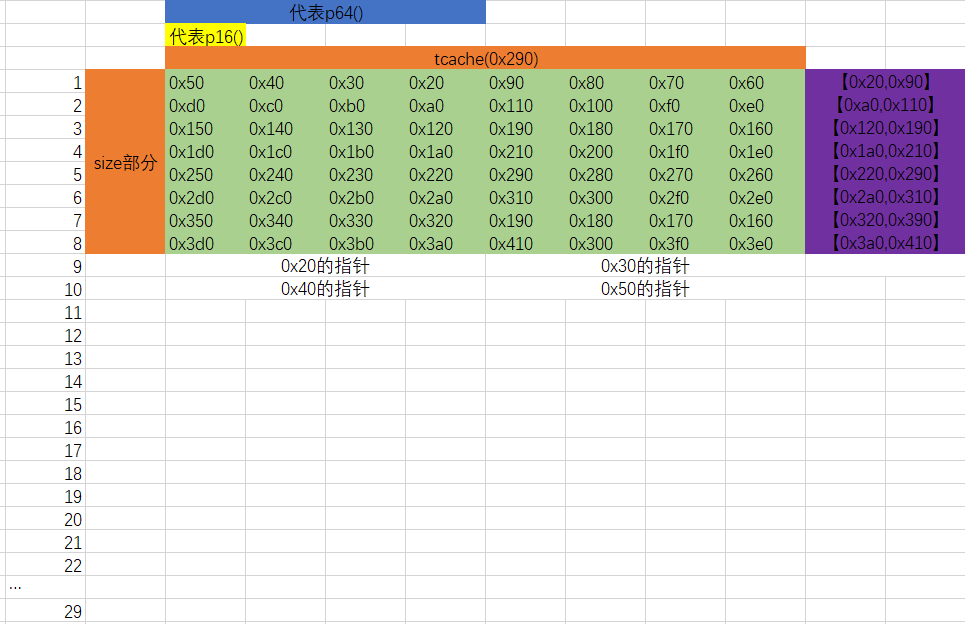 代表p64()
代表p16()
tcache(0x290)
1 0x50 0x40 0x30 0x20 0x90 0x80 0x70 0x60 【0x20,0x90】
2 0xd0 0xc0 0xb0 0xa0 0x110 0x100 0xf0 0xe0 【0xa0,0x110】
3 0x150 0x140 0x130 0x120 0x190 0x180 0x170 0x160 【0x120,0x190】
4 0x1d0 0x1c0 0x1b0 0x1a0 0x210 0x200 0x1f0 0x1e0 【0x1a0,0x210】
size部分
5 0x250 0x240 0x230 0x220 0x290 0x280 0x270 0x260 【0x220,0x290】
6 0x2d0 0x2c0 0x2b0 0x2a0 0x310 0x300 0x2f0 0x2e0 【0x2a0,0x310】
7 0x350 0x340 0x330 0x320 0x190 0x180 0x170 0x160 【0x320,0x390】
8 0x3d0 0x3c0 0x3b0 0x3a0 0x410 0x300 0x3f0 0x3e0 【0x3a0,0x410】
9 0x20的指针 0x30的指针
10 0x40的指针 0x50的指针
11
12
13
14
15
16
17
18
19
20
21
22
...
29